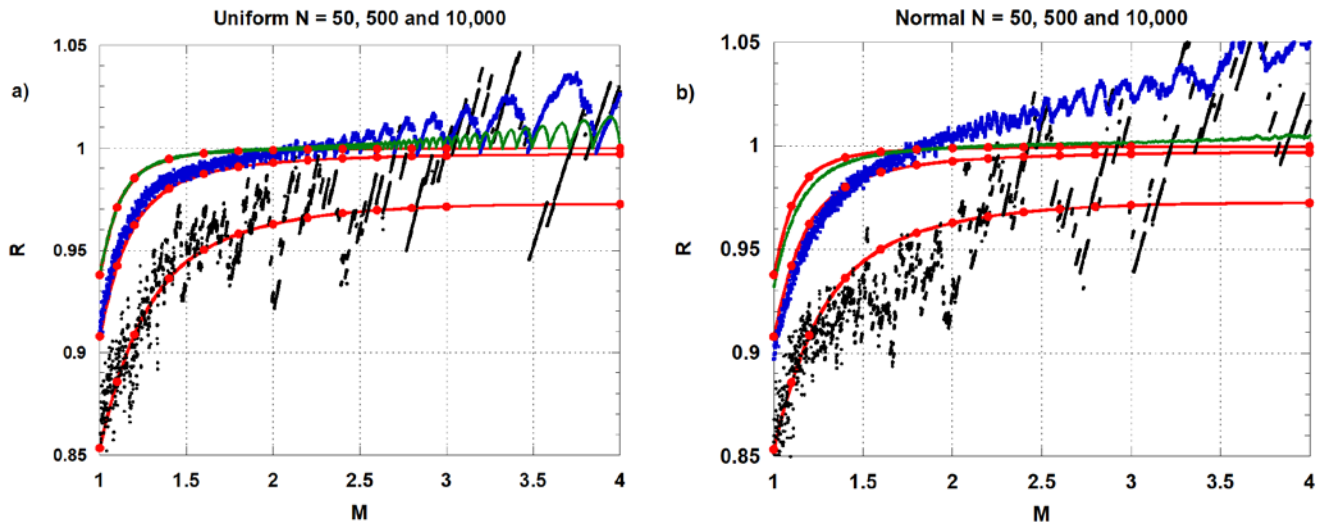 Uniform N = 50, 500 and 10,000
a)
1.05
1
0.95
0.9
0.85
R
1 1.5 2 2.5 3 3.5 4
M
Normal N = 50, 500 and 10,000
b)
1.05
1
0.95
0.9
0.85
R
1 1.5 2 2.5 3 3.5 4
M